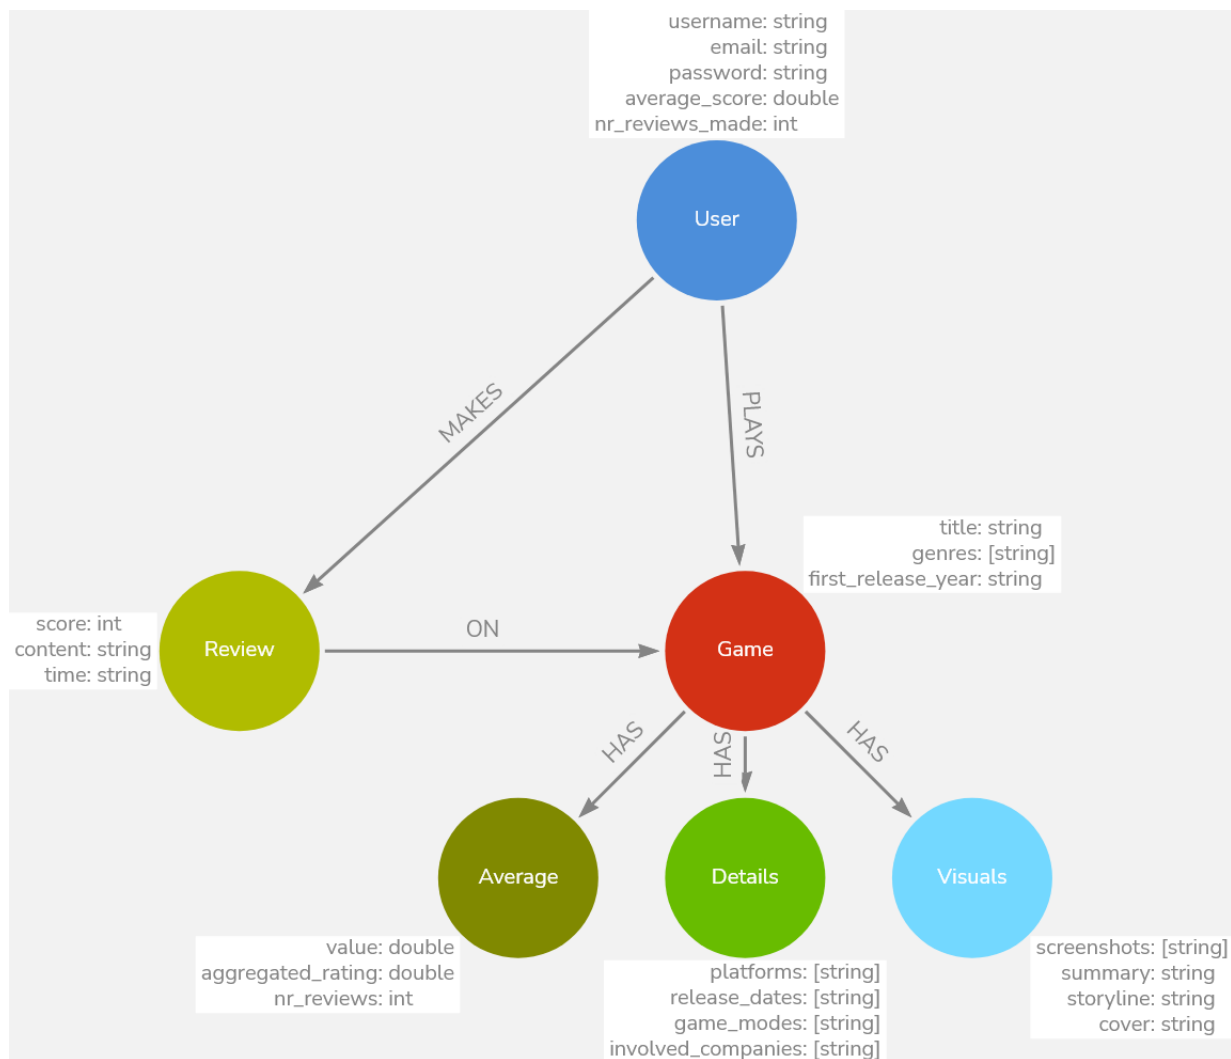 username: string
email: string
password: string
average_score: double
nr_reviews_made: int
User
MAKES
PLAYS
title: string
genres: [string]
first_release_year: string
score: int
content: string
time: string
Review
ON
Game
HAS
HAS
HAS
Average
Details
Visuals
value: double
aggregated_rating: double
nr_reviews: int
platforms: [string]
release_dates: [string]
game_modes: [string]
involved_companies: [string]
screenshots: [string]
summary: string
storyline: string
cover: string